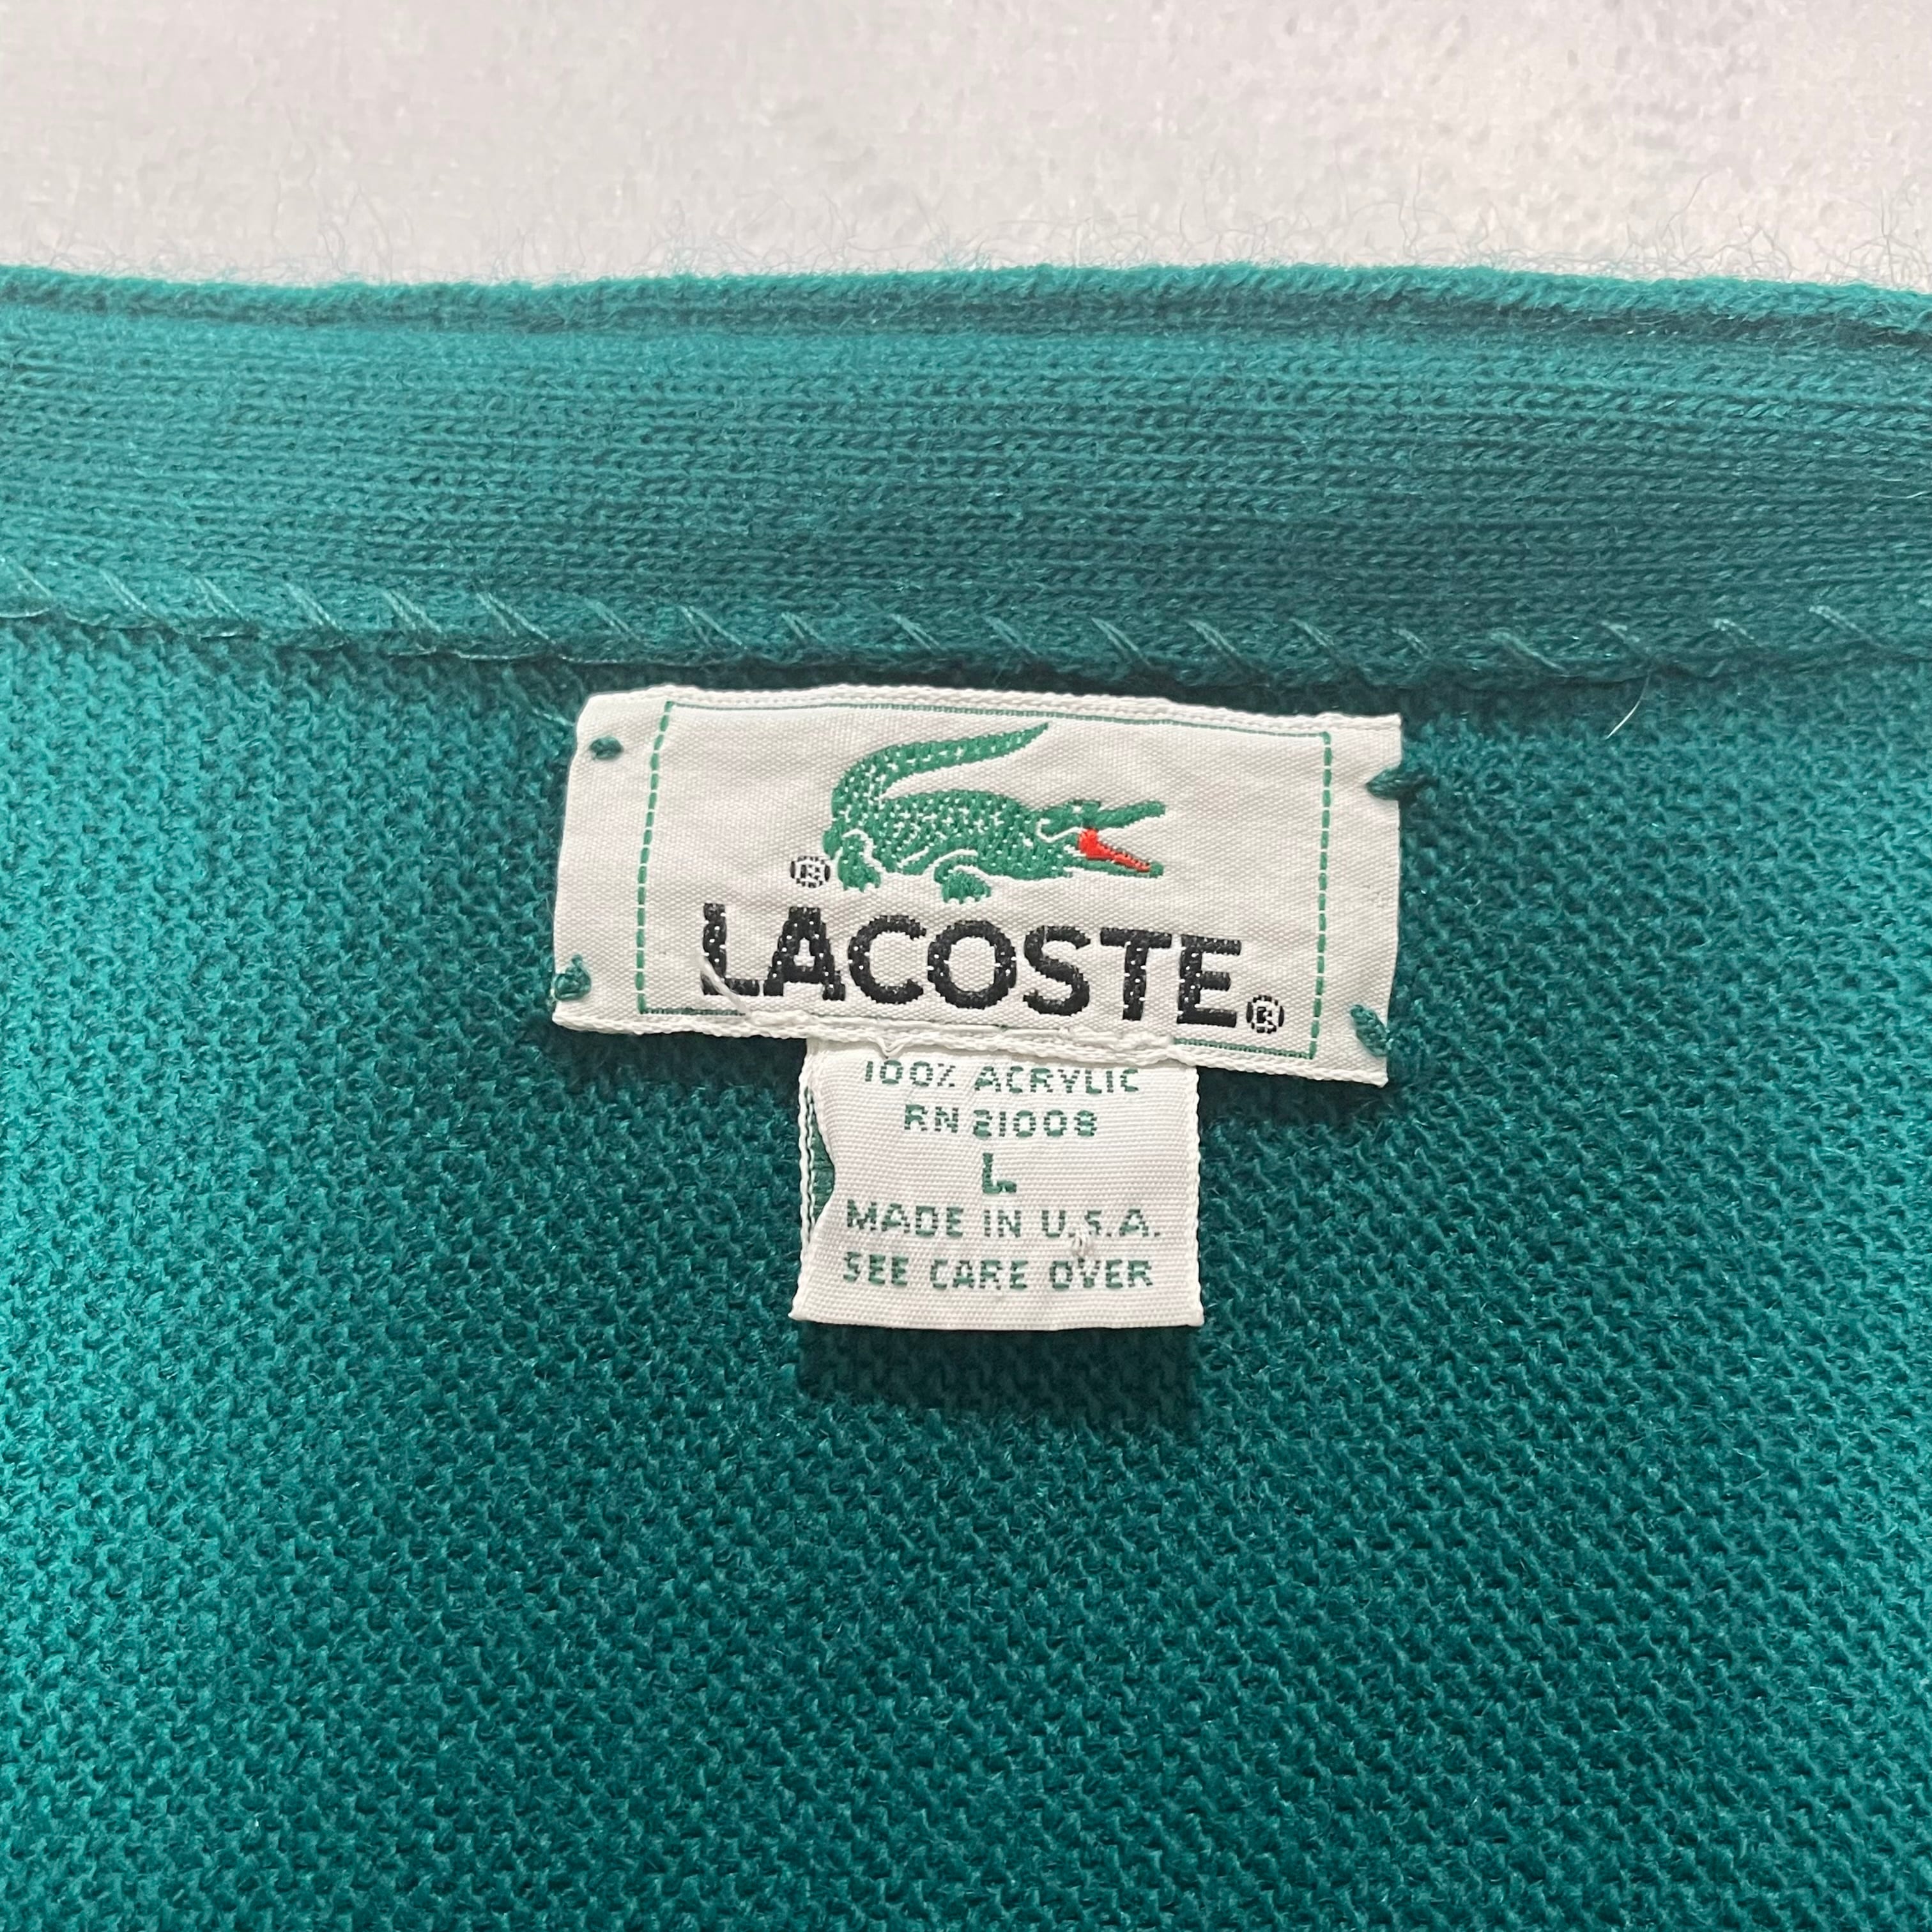 ®
LACOSTE®
100% ACRYLIC
RN 21008
L
MADE IN U.S.A.
SEE CARE OVER